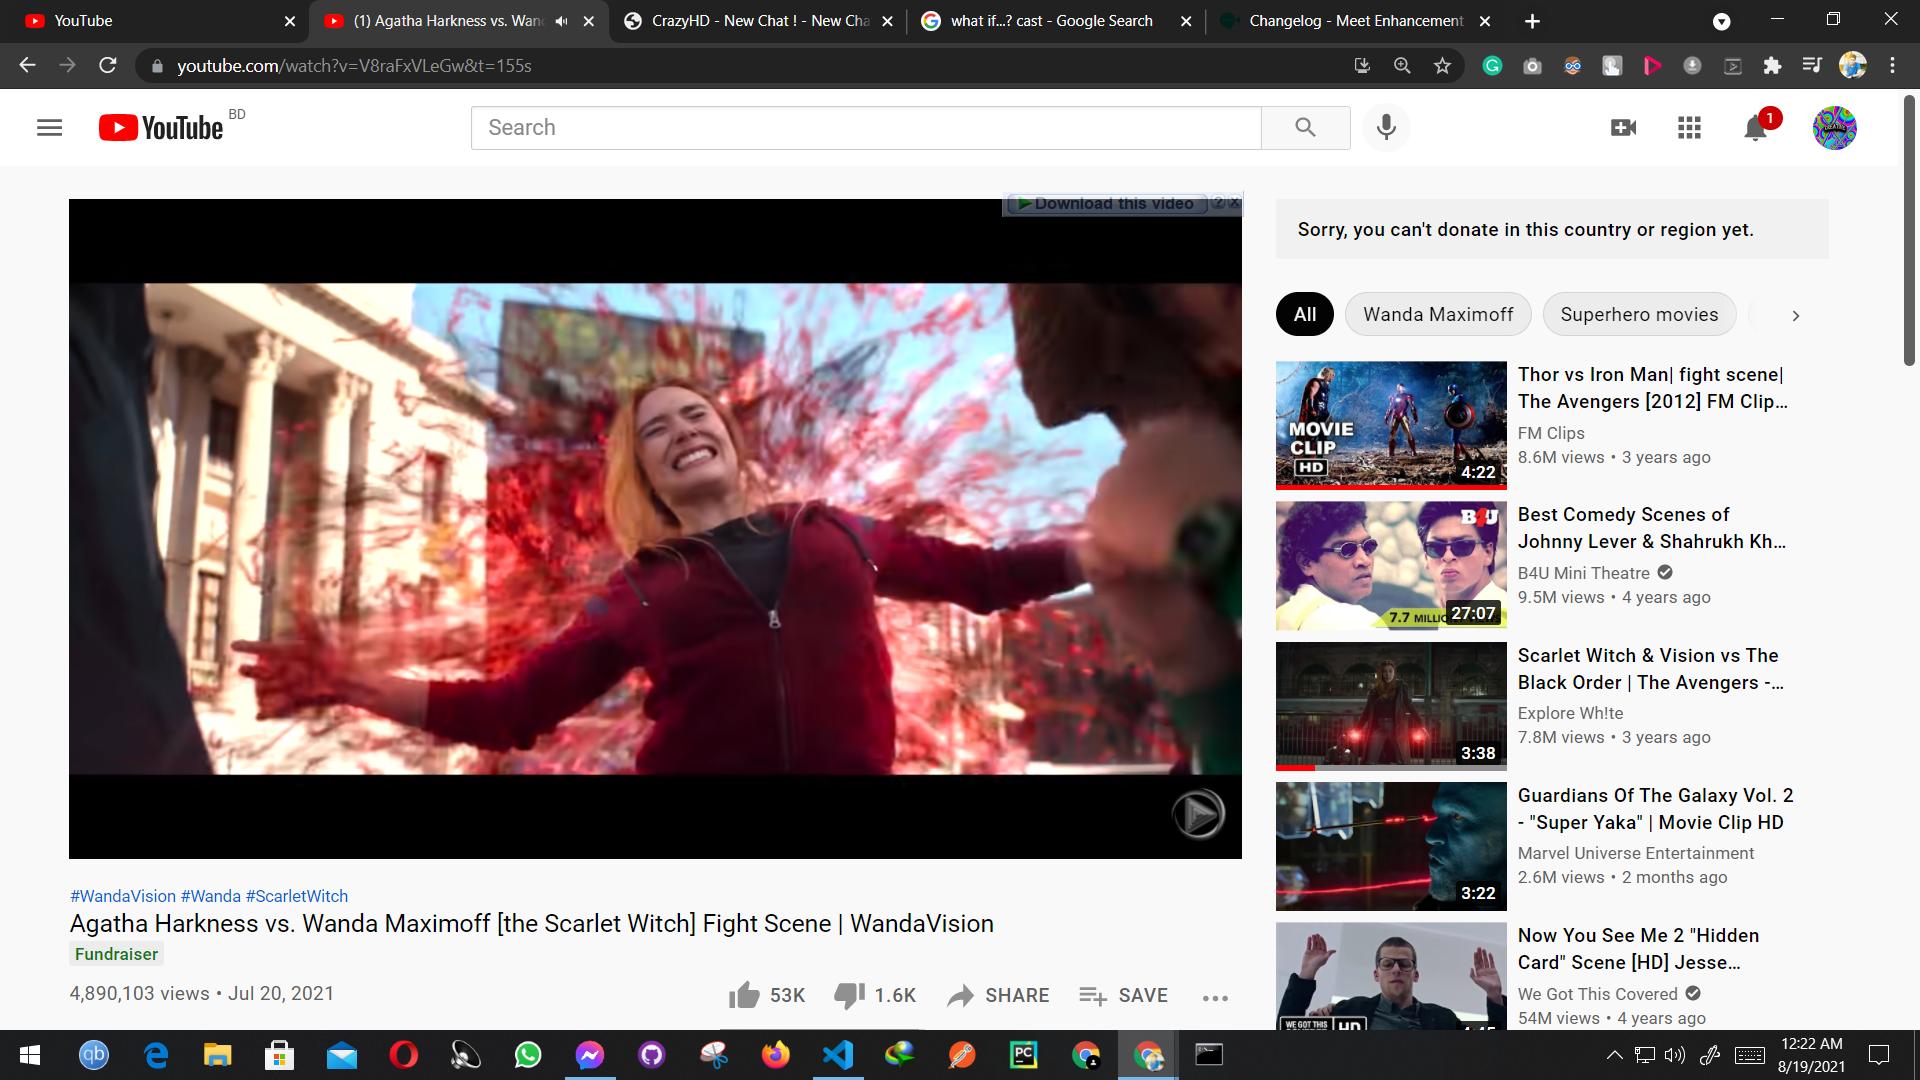 YouTube
(1) Agatha Harkness vs. Wand
CrazyHD - New Chat ! - New Cha
what if...? cast - Google Search
Changelog - Meet Enhancement
youtube.com/watch?v=V8raFxVLeGw&t=155s
YouTube BD
Search
1
Download this video
Sorry, you can't donate in this country or region yet.
All
Wanda Maximoff
Superhero movies
MOVIE
CLIP
HD
4:22
Thor vs Iron Man| fight scene|
The Avengers [2012] FM Clip...
FM Clips
8.6M views • 3 years ago
B4U
27:07
Best Comedy Scenes of
Johnny Lever & Shahrukh Kh...
B4U Mini Theatre
9.5M views • 4 years ago
3:38
Scarlet Witch & Vision vs The
Black Order | The Avengers -...
Explore Wh!te
7.8M views • 3 years ago
3:22
Guardians Of The Galaxy Vol. 2
- "Super Yaka" | Movie Clip HD
Marvel Universe Entertainment
2.6M views • 2 months ago
WE GOT THIS
HD
Now You See Me 2 "Hidden
Card" Scene [HD] Jesse...
We Got This Covered
54M views • 4 years ago
#WandaVision #Wanda #ScarletWitch
Agatha Harkness vs. Wanda Maximoff [the Scarlet Witch] Fight Scene | WandaVision
Fundraiser
4,890,103 views • Jul 20, 2021
53K
1.6K
SHARE
SAVE
qb
PC
12:22 AM
8/19/2021